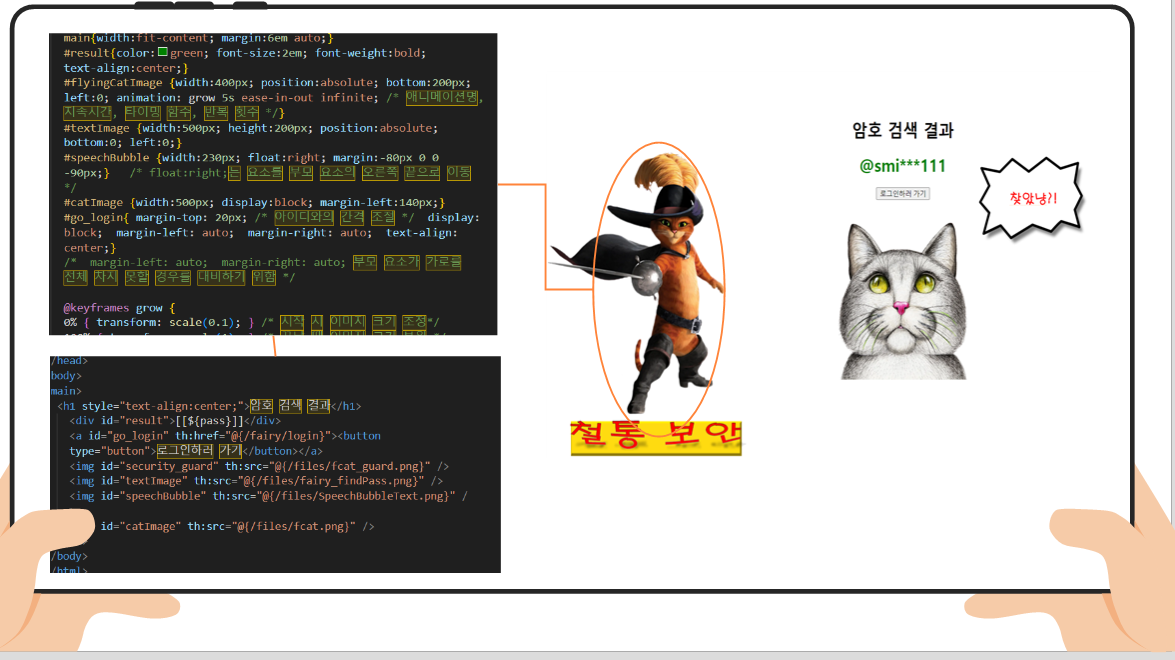 main{width:fit-content; margin:6em auto;}
#result{color:green; font-size:2em; font-weight:bold;
text-align:center;}
#flyingCatImage {width:400px; position:absolute; bottom:200px;
left:0; animation: grow 5s ease-in-out infinite; /* 애니메이션명,
지속시간, 타이밍 함수, 반복 횟수 */}
#textImage {width:500px; height:200px; position:absolute;
bottom:0; left:0;}
#speechBubble {width:230px; float:right; margin:-80px 0 0
-90px;} /* float:right;는 요소를 부모 요소의 오른쪽 끝으로 이동
*/
#catImage {width:500px; display:block; margin-left:140px;}
#go_login{ margin-top: 20px; /* 아이디와의 간격 조절 */ display:
block; margin-left: auto; margin-right: auto; text-align:
center;}
/* margin-left: auto; margin-right: auto; 부모 요소가 가로를
전체 차지 못할 경우를 대비하기 위함 */
@keyframes grow {
0% { transform: scale(0.1); } /* 시작 시 이미지 크기 조정*/
/head>
body>
main>
<h1 style="text-align:center;">암호 검색 결과</h1>
<div id="result">[[${pass}]]</div>
<a id="go_login" th:href="@{/fairy/login}"><button
type="button">로그인하러 가기</button></a>
<img id="security_guard" th:src="@{/files/fcat_guard.png}" />
<img id="textImage" th:src="@{/files/fairy_findPass.png}" />
<img id="speechBubble" th:src="@{/files/SpeechBubbleText.png}" /
id="catImage" th:src="@{/files/fcat.png}" />
/body>
/html>
철통 보안
암호 검색 결과
@smi***111
로그인하러 가기
찾았냥?!